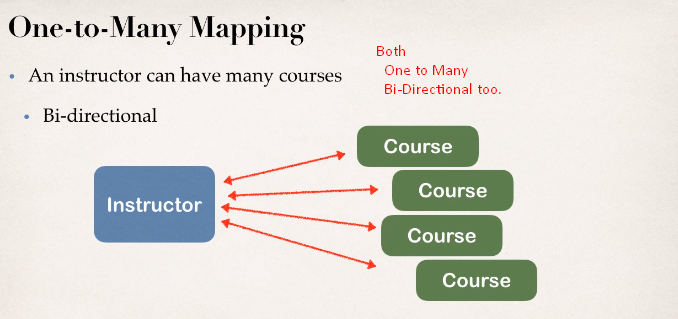 One-to-Many Mapping
Both
One to Many
Bi-Directional too.
• An instructor can have many courses
• Bi-directional
Instructor
Course
Course
Course
Course